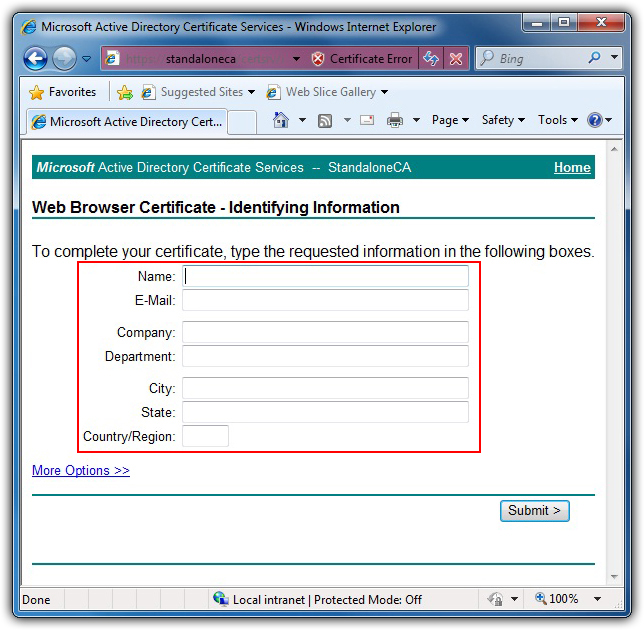 Microsoft Active Directory Certificate Services - Windows Internet Explorer
https://standaloneca Certificate Error Bing
Favorites Suggested Sites Web Slice Gallery
Microsoft Active Directory Cert... Page Safety Tools
Microsoft Active Directory Certificate Services -- StandaloneCA Home
Web Browser Certificate - Identifying Information
To complete your certificate, type the requested information in the following boxes.
Name:
E-Mail:
Company:
Department:
City:
State:
Country/Region:
More Options >>
Submit >
Done Local intranet | Protected Mode: Off 100%